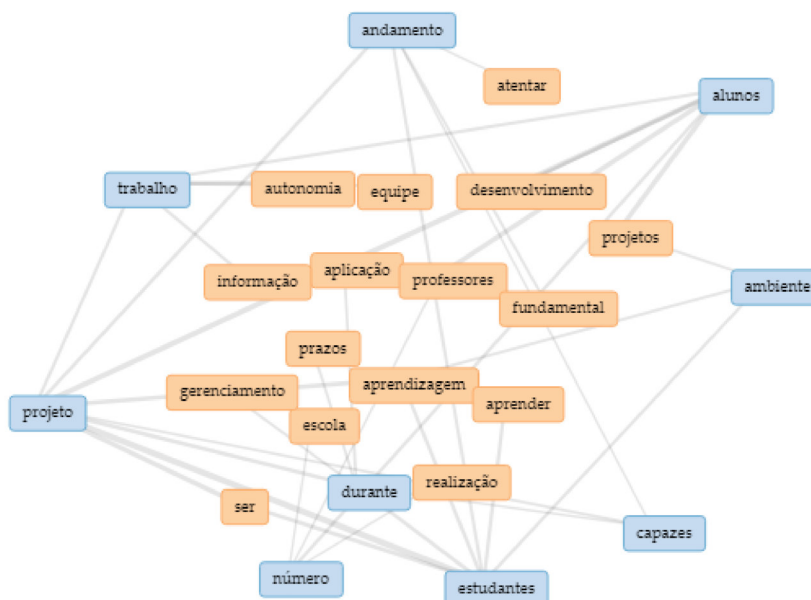 andamento
atentar
alunos
trabalho
autonomia
equipe
desenvolvimento
projetos
informação
aplicação
professores
ambiente
fundamental
prazos
gerenciamento
aprendizagem
aprender
projeto
escola
durante
realização
ser
capazes
número
estudantes